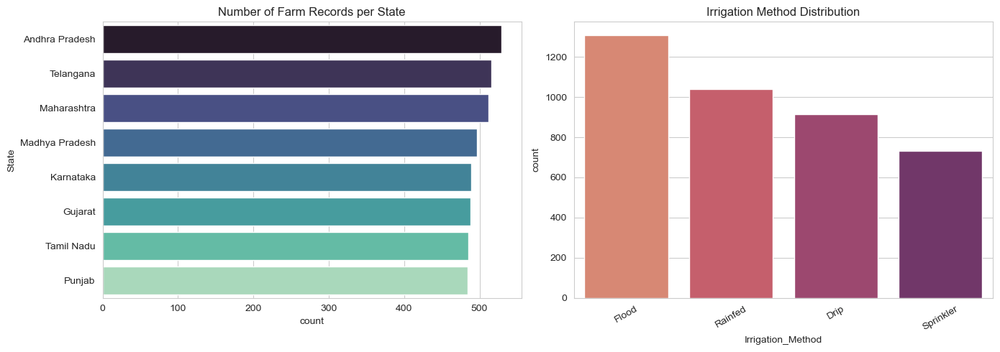 Number of Farm Records per State
State
Andhra Pradesh
Telangana
Maharashtra
Madhya Pradesh
Karnataka
Gujarat
Tamil Nadu
Punjab
0 100 200 300 400 500
count
Irrigation Method Distribution
count
1200
1000
800
600
400
200
0
Flood Rainfed Drip Sprinkler
Irrigation_Method